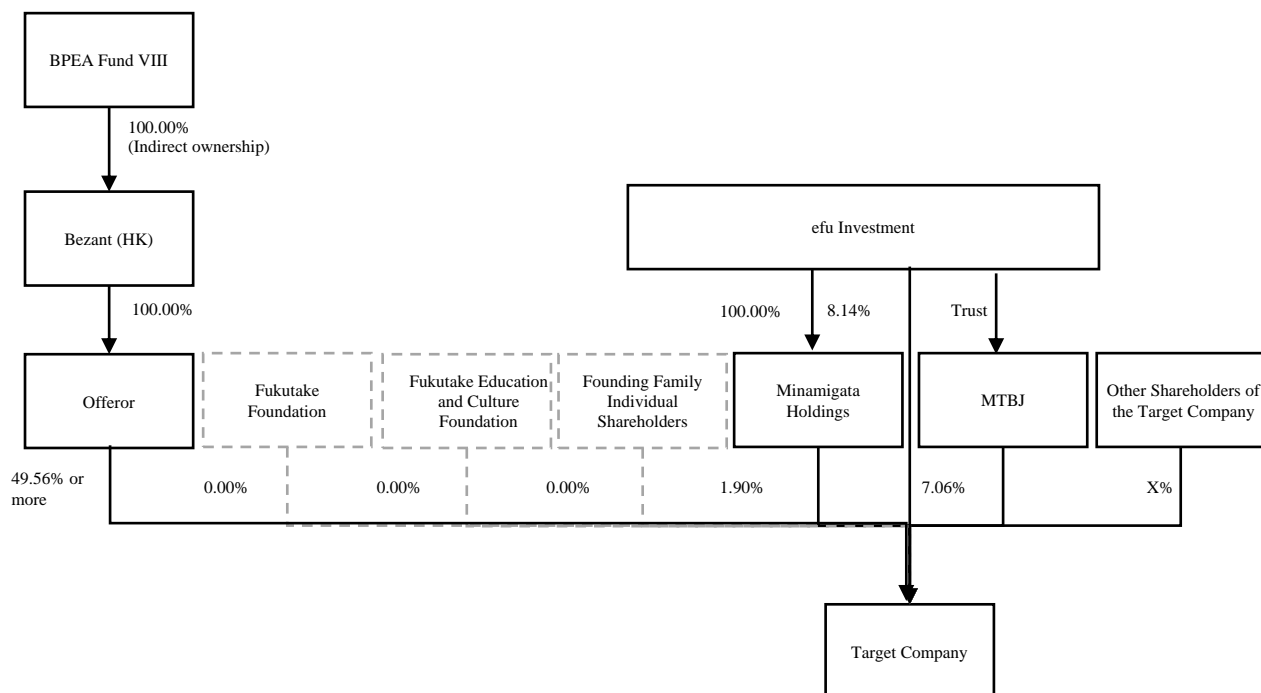 BPEA Fund VIII
100.00%
(Indirect ownership)
Bezant (HK)
efu Investment
100.00%
100.00%
8.14%
Trust
Offeror
Fukutake
Foundation
Fukutake Education
and Culture
Foundation
Founding Family
Individual
Shareholders
Minamigata
Holdings
MTBJ
Other Shareholders of
the Target Company
49.56% or
more
0.00%
0.00%
0.00%
1.90%
7.06%
X%
Target Company